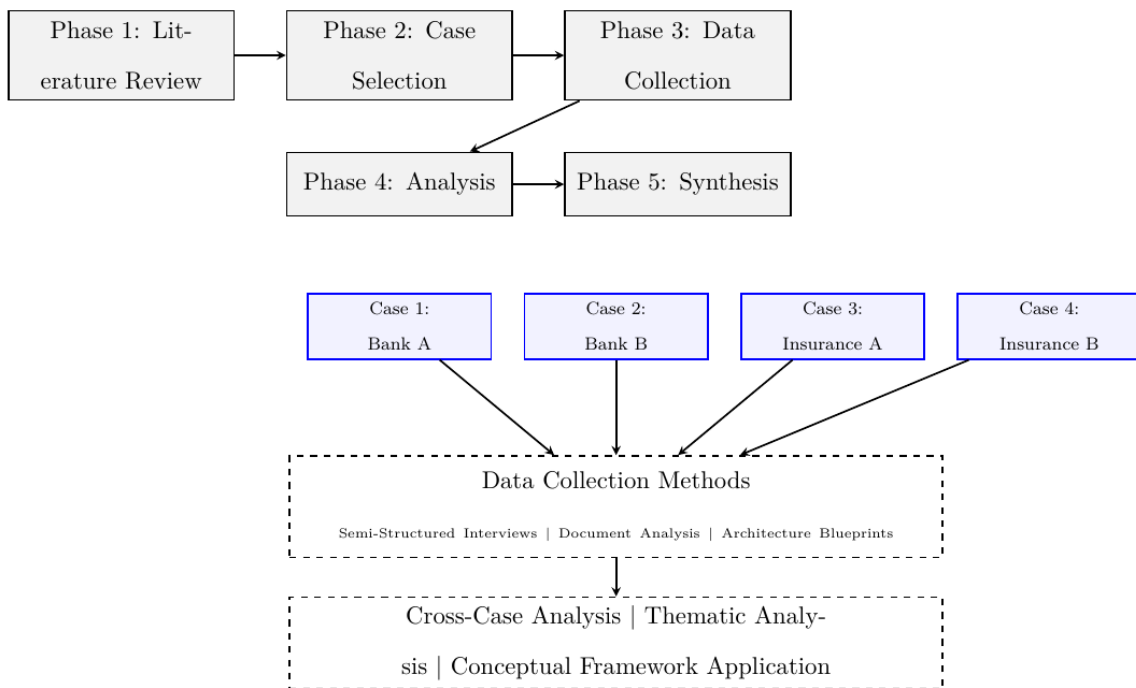 Phase 1: Lit-
erature Review
Phase 2: Case
Selection
Phase 3: Data
Collection
Phase 4: Analysis
Phase 5: Synthesis
Case 1:
Bank A
Case 2:
Bank B
Case 3:
Insurance A
Case 4:
Insurance B
Data Collection Methods
Semi-Structured Interviews | Document Analysis | Architecture Blueprints
Cross-Case Analysis | Thematic Analy-
sis | Conceptual Framework Application